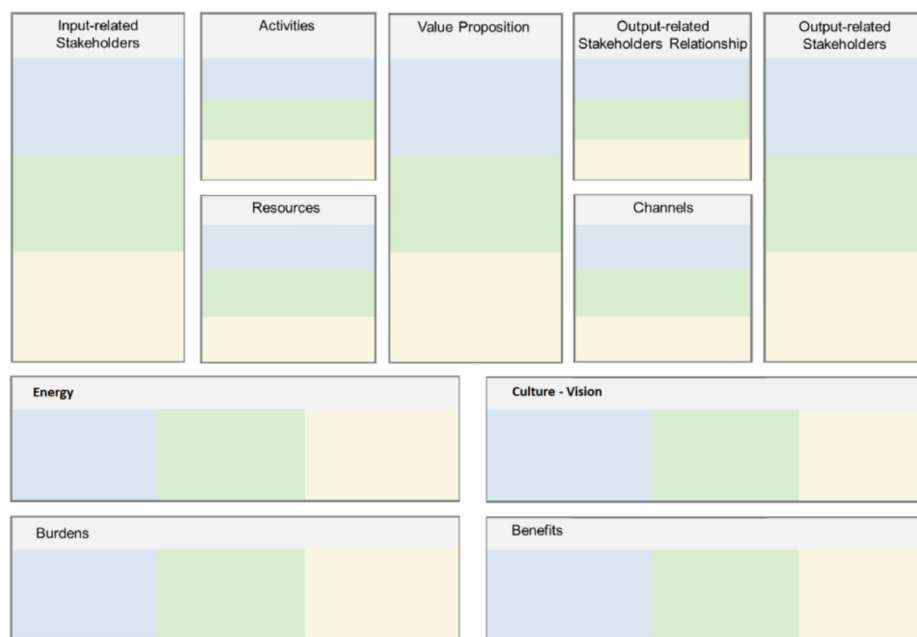 Input-related
Stakeholders
Activities
Value Proposition
Output-related
Stakeholders Relationship
Output-related
Stakeholders
Resources
Channels
Energy
Culture - Vision
Burdens
Benefits